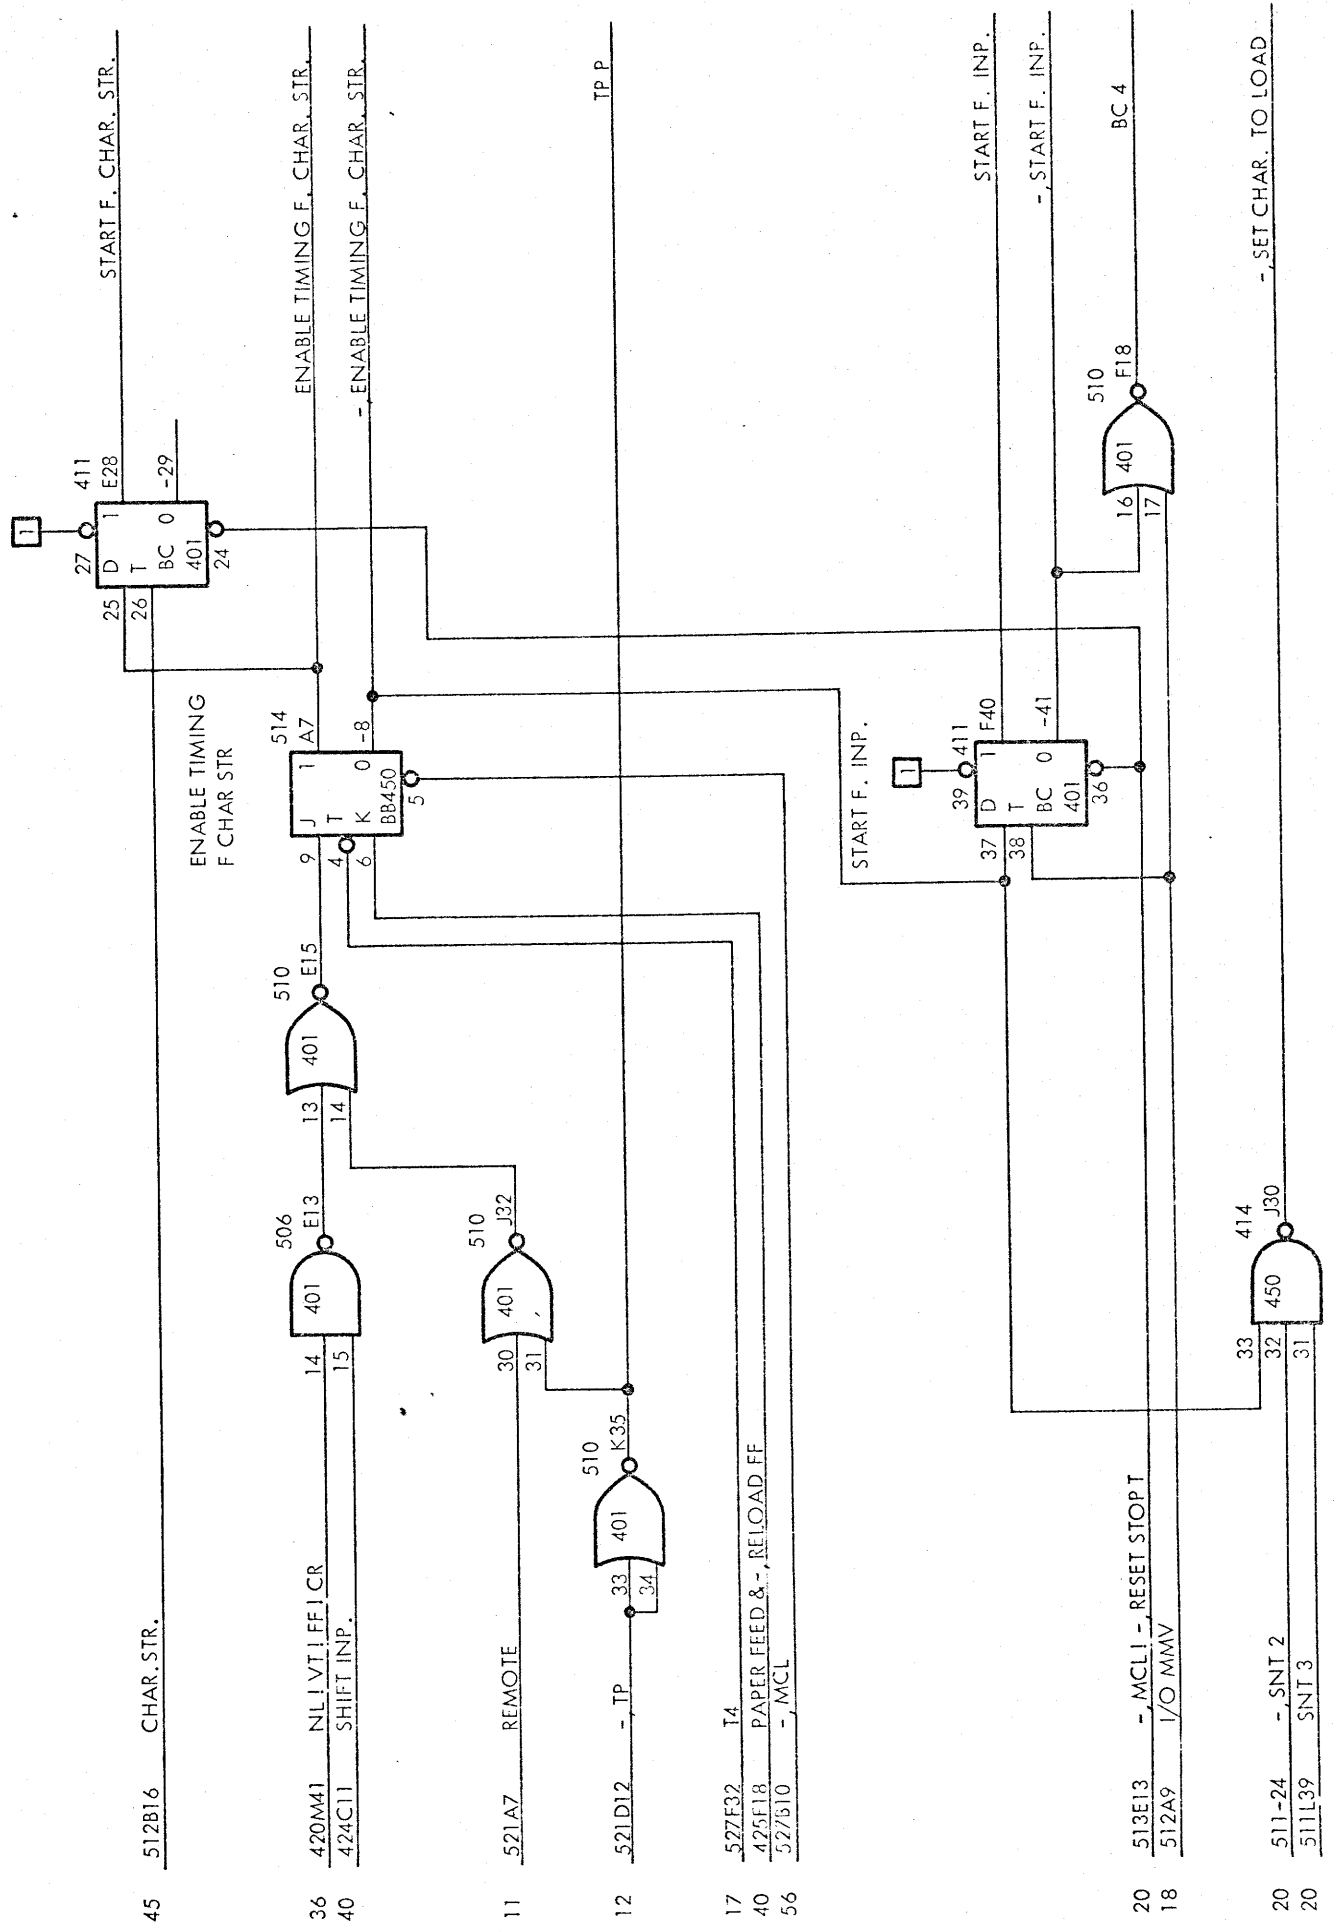 45 512B16 CHAR.STR.
25
26
27
1
D
T
BC
401
1
0
24
411
E28
-29
START F. CHAR. STR.
36 420M41 NL!VT!FF!CR
40 424C11 SHIFT INP.
14
15
401
506
E13
13
14
401
510
E15
ENABLE TIMING
F CHAR STR
9
4
6
J
T
K
1
0
BB450
5
514
A7
-8
ENABLE TIMING F. CHAR. STR.
-, ENABLE TIMING F. CHAR. STR.
11 521A7 REMOTE
30
31
401
510
J32
12 521D12 -, TP
33
34
401
510
K35
TP P
17 527F32 T4
40 425F18 PAPER FEED & -, RELOAD FF
56 527B10 -, MCL
START F. INP.
1
39
37
38
D
T
BC
401
1
0
36
411
F40
-41
START F. INP.
-, START F. INP.
16
17
401
510
F18
BC 4
20 513E13 -, MCL! -, RESET STOP T
18 512A9 I/O MMV
20 511-24 -, SNT 2
20 511L39 SNT 3
33
32
31
450
414
J30
-, SET CHAR. TO LOAD